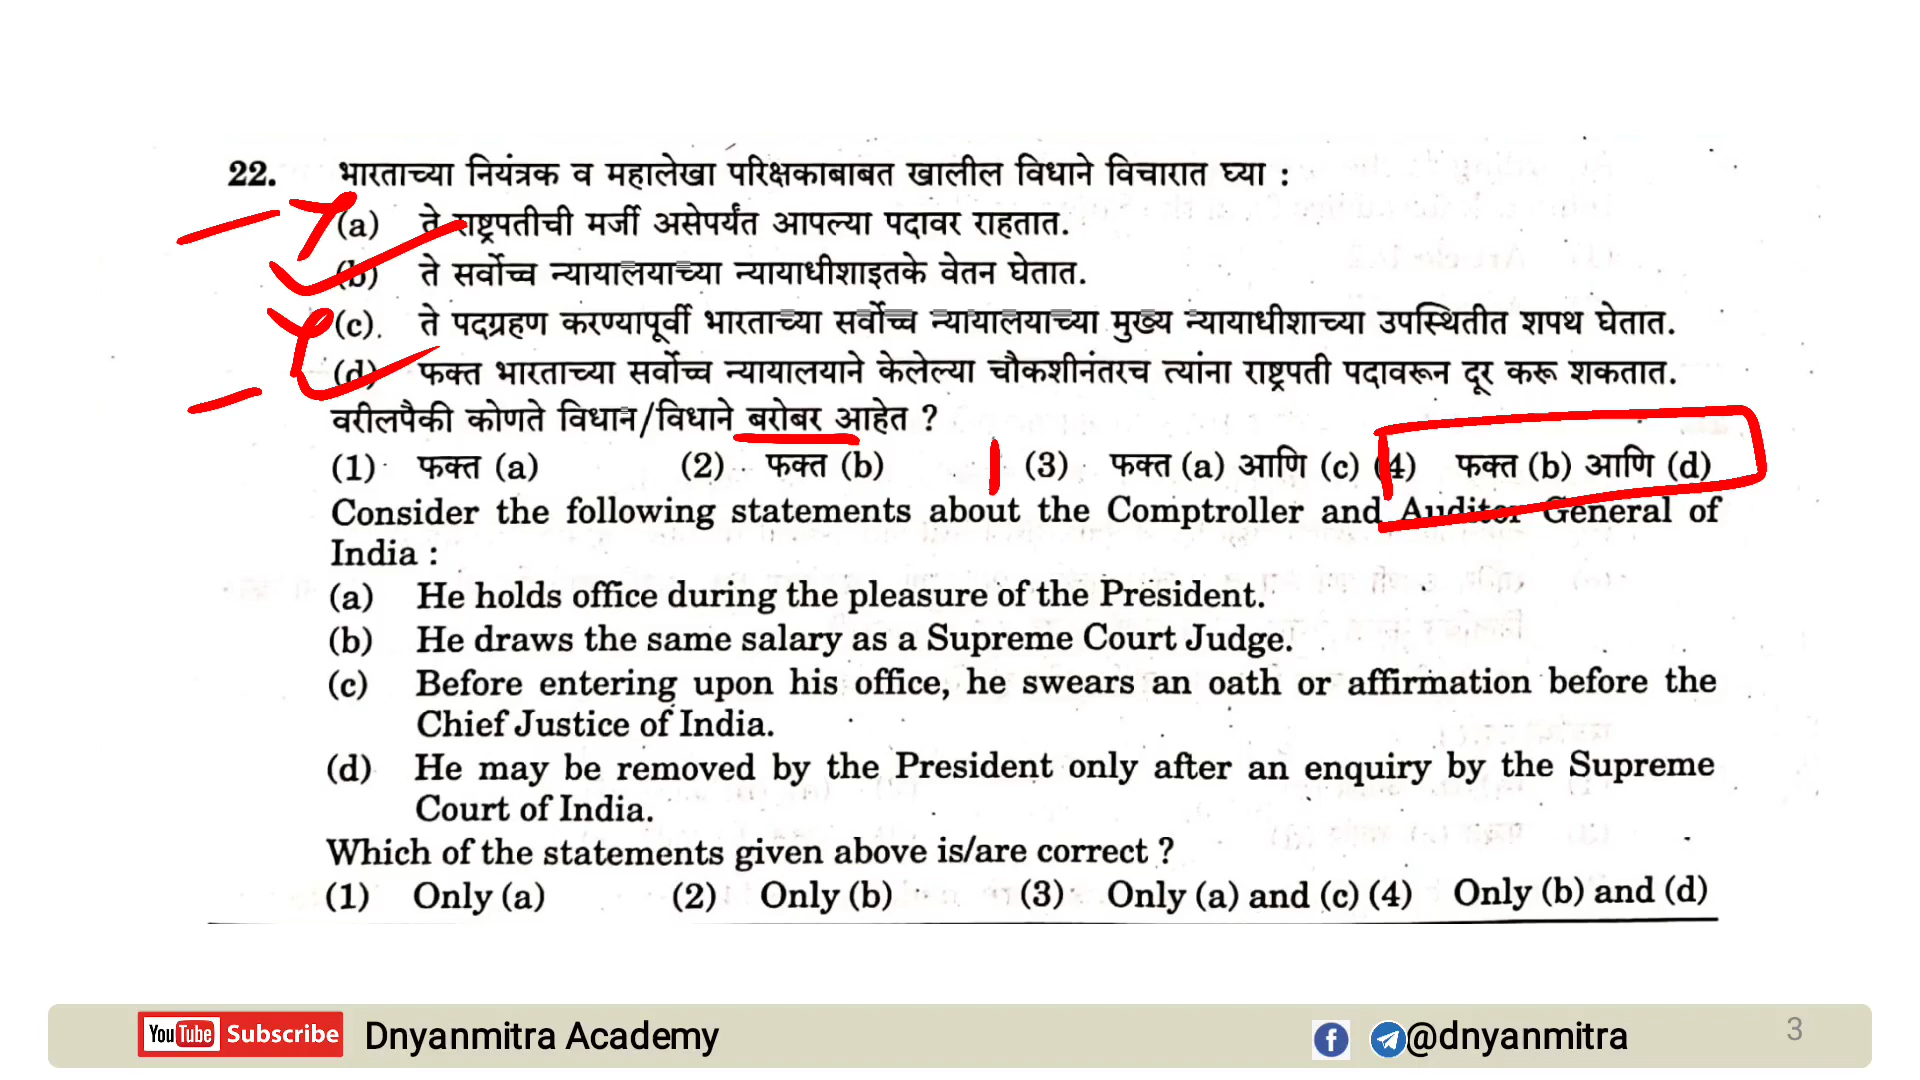 22. भारताच्या नियंत्रक व महालेखा परिक्षकाबाबत खालील विधाने विचारात घ्या :
(a) ते राष्ट्रपतीची मर्जी असेपर्यंत आपल्या पदावर राहतात.
(b) ते सर्वोच्च न्यायालयाच्या न्यायाधीशाइतके वेतन घेतात.
(c). ते पदग्रहण करण्यापूर्वी भारताच्या सर्वोच्च न्यायालयाच्या मुख्य न्यायाधीशाच्या उपस्थितीत शपथ घेतात.
(d) फक्त भारताच्या सर्वोच्च न्यायालयाने केलेल्या चौकशीनंतरच त्यांना राष्ट्रपती पदावरून दूर करू शकतात.
वरीलपैकी कोणते विधान/विधाने बरोबर आहेत ?
(1) फक्त (a) (2) फक्त (b) (3) फक्त (a) आणि (c) (4) फक्त (b) आणि (d)
Consider the following statements about the Comptroller and Auditor General of
India :
(a) He holds office during the pleasure of the President.
(b) He draws the same salary as a Supreme Court Judge.
(c) Before entering upon his office, he swears an oath or affirmation before the
Chief Justice of India.
(d) He may be removed by the President only after an enquiry by the Supreme
Court of India.
Which of the statements given above is/are correct ?
(1) Only (a) (2) Only (b) (3) Only (a) and (c) (4) Only (b) and (d)
YouTube Subscribe Dnyanmitra Academy f @dnyanmitra 3